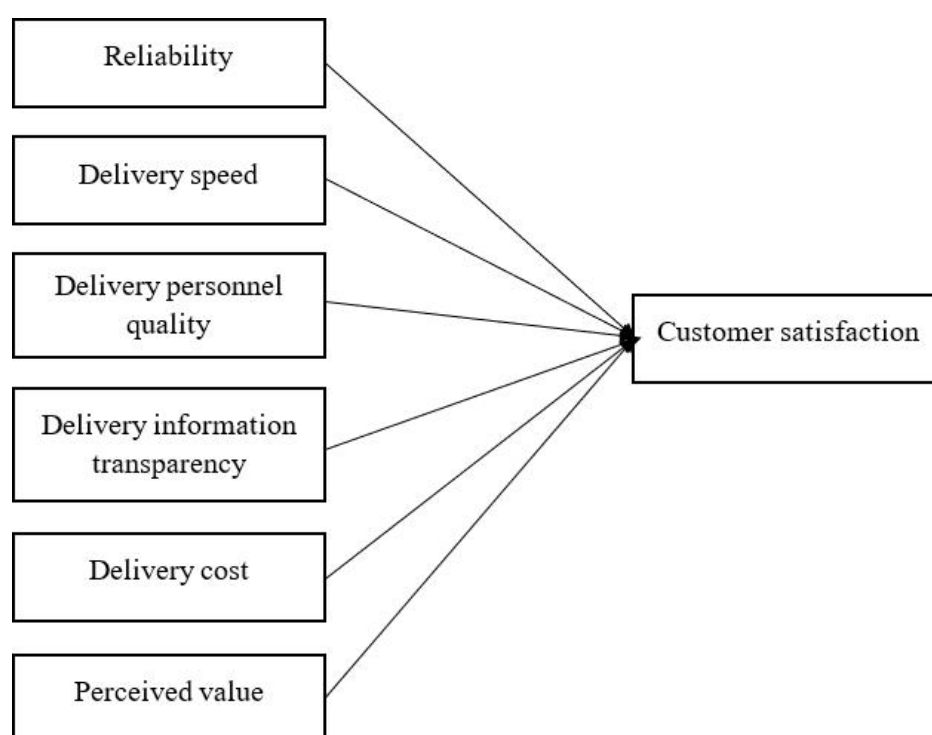 Reliability
Delivery speed
Delivery personnel
quality
Customer satisfaction
Delivery information
transparency
Delivery cost
Perceived value